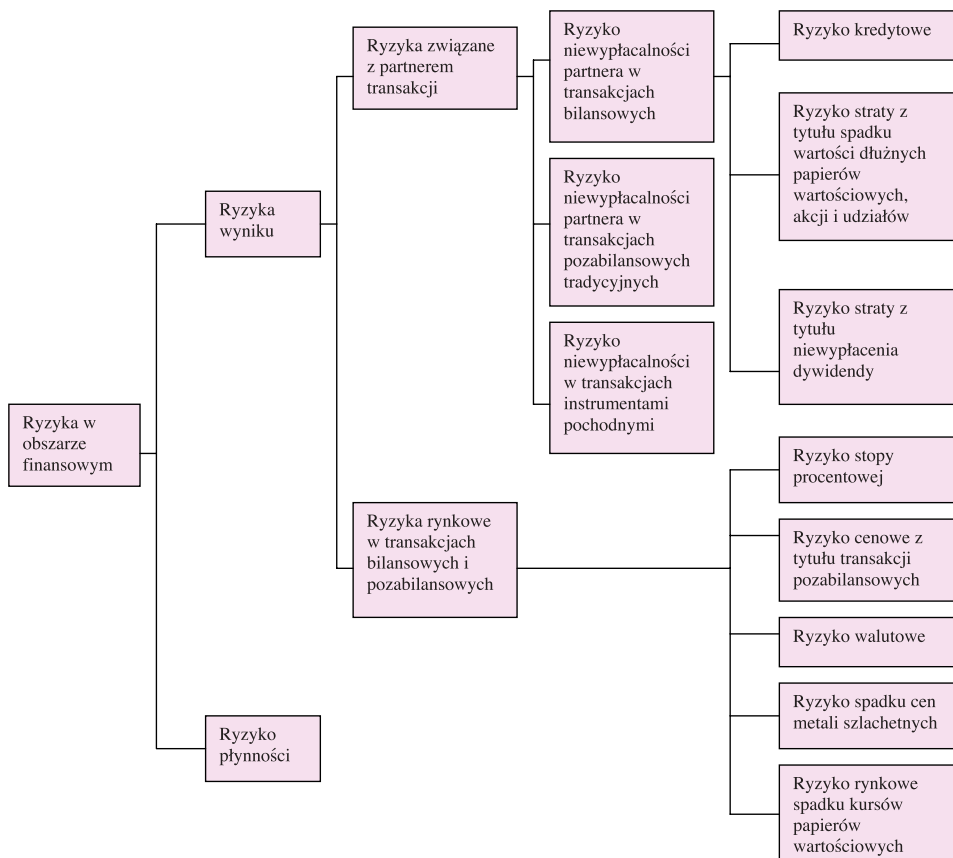 Ryzyka w
obszarze
finansowym
Ryzyka
wyniku
Ryzyko
płynności
Ryzyka związane
z partnerem
transakcji
Ryzyka rynkowe
w transakcjach
bilansowych i
pozabilansowych
Ryzyko
niewypłacalności
partnera w
transakcjach
bilansowych
Ryzyko
niewypłacalności
partnera w
transakcjach
pozabilansowych
tradycyjnych
Ryzyko
niewypłacalności
w transakcjach
instrumentami
pochodnymi
Ryzyko kredytowe
Ryzyko straty z
tytułu spadku
wartości dłużnych
papierów
wartościowych,
akcji i udziałów
Ryzyko straty z
tytułu
niewypłacenia
dywidendy
Ryzyko stopy
procentowej
Ryzyko cenowe z
tytułu transakcji
pozabilansowych
Ryzyko walutowe
Ryzyko spadku cen
metali szlachetnych
Ryzyko rynkowe
spadku kursów
papierów
wartościowych